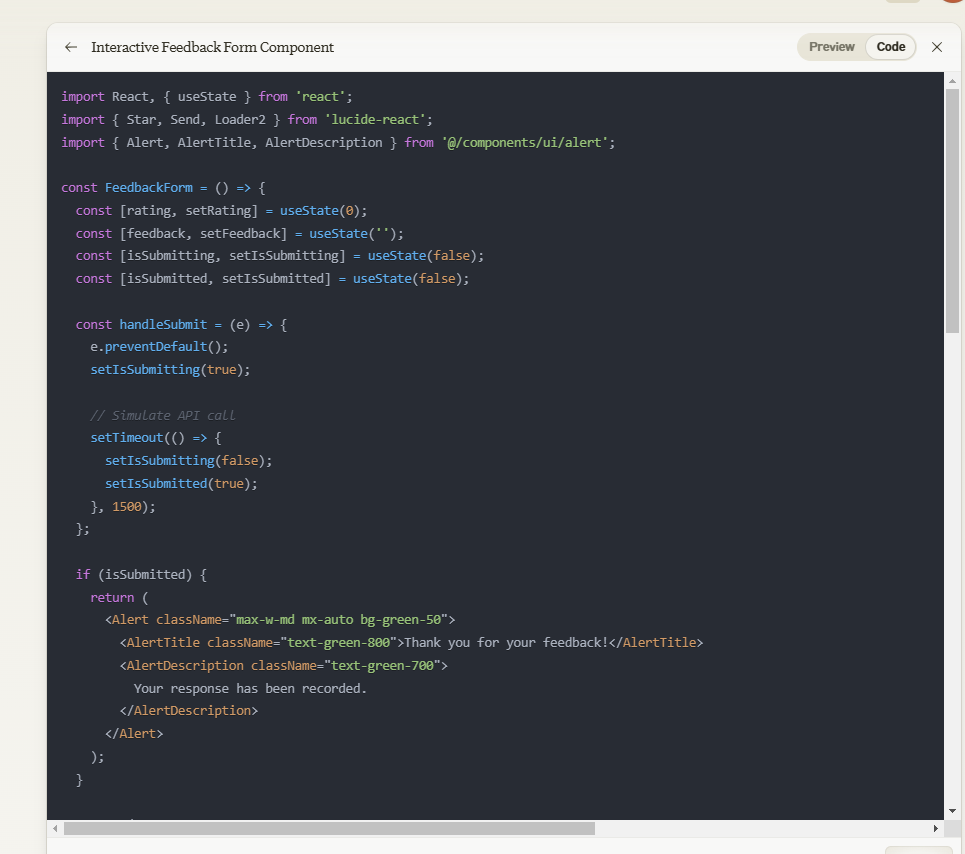 Interactive Feedback Form Component
Preview
Code
import React, { useState } from 'react';
import { Star, Send, Loader2 } from 'lucide-react';
import { Alert, AlertTitle, AlertDescription } from '@/components/ui/alert';
const FeedbackForm = () => {
const [rating, setRating] = useState(0);
const [feedback, setFeedback] = useState('');
const [isSubmitting, setIsSubmitting] = useState(false);
const [isSubmitted, setIsSubmitted] = useState(false);
const handleSubmit = (e) => {
e.preventDefault();
setIsSubmitting(true);
// Simulate API call
setTimeout(() => {
setIsSubmitting(false);
setIsSubmitted(true);
}, 1500);
};
if (isSubmitted) {
return (
<Alert className="max-w-md mx-auto bg-green-50">
<AlertTitle className="text-green-800">Thank you for your feedback!</AlertTitle>
<AlertDescription className="text-green-700">
Your response has been recorded.
</AlertDescription>
</Alert>
);
}